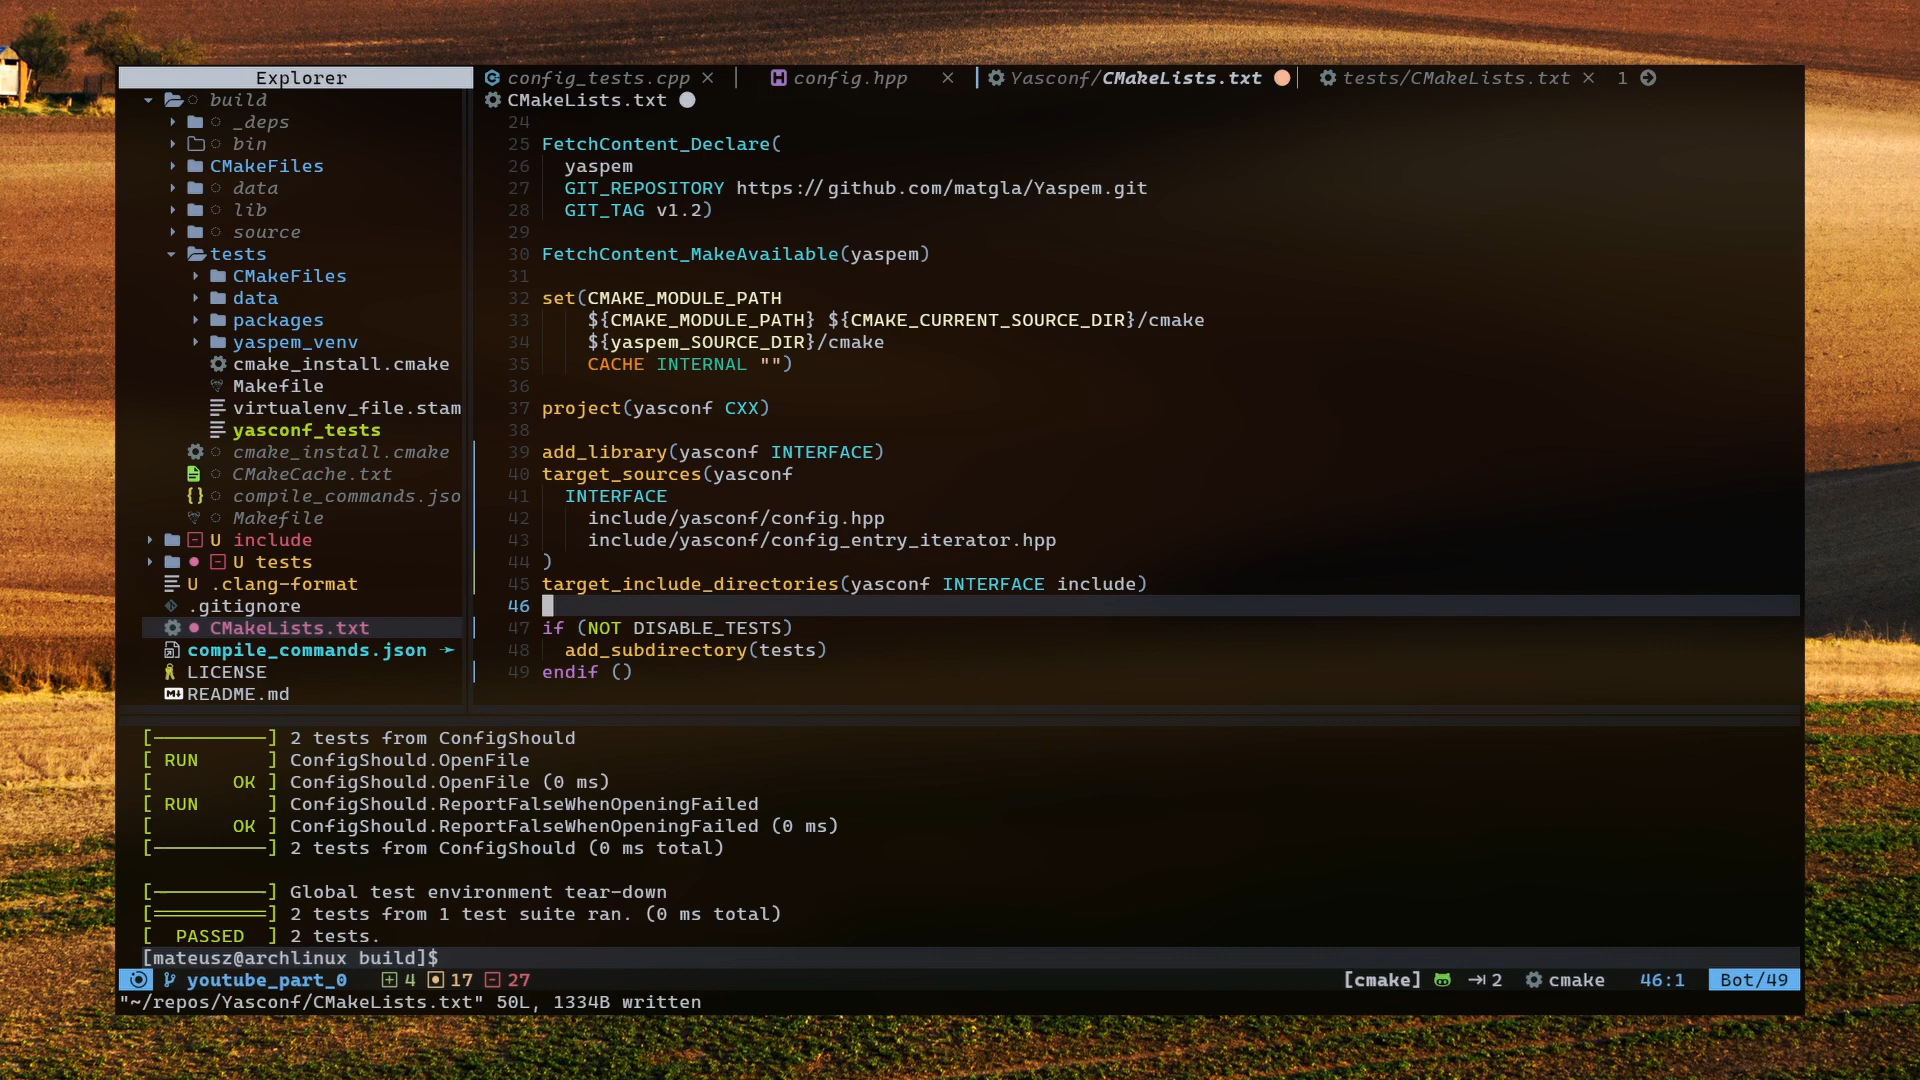 Explorer
config_tests.cpp
config.hpp
Yasconf/CMakeLists.txt
tests/CMakeLists.txt
1
build
_deps
bin
CMakeFiles
data
lib
source
tests
CMakeFiles
data
packages
yaspem_venv
cmake_install.cmake
Makefile
virtualenv_file.stam
yasconf_tests
cmake_install.cmake
CMakeCache.txt
{} compile_commands.jso
Makefile
U include
U tests
U .clang-format
.gitignore
CMakeLists.txt
compile_commands.json
LICENSE
README.md
CMakeLists.txt
24
25 FetchContent_Declare(
26 yaspem
27 GIT_REPOSITORY https://github.com/matgla/Yaspem.git
28 GIT_TAG v1.2)
29
30 FetchContent_MakeAvailable(yaspem)
31
32 set(CMAKE_MODULE_PATH
33 ${CMAKE_MODULE_PATH} ${CMAKE_CURRENT_SOURCE_DIR}/cmake
34 ${yaspem_SOURCE_DIR}/cmake
35 CACHE INTERNAL "")
36
37 project(yasconf CXX)
38
39 add_library(yasconf INTERFACE)
40 target_sources(yasconf
41 INTERFACE
42 include/yasconf/config.hpp
43 include/yasconf/config_entry_iterator.hpp
44 )
45 target_include_directories(yasconf INTERFACE include)
46
47 if (NOT DISABLE_TESTS)
48 add_subdirectory(tests)
49 endif ()
[----------] 2 tests from ConfigShould
[ RUN      ] ConfigShould.OpenFile
[       OK ] ConfigShould.OpenFile (0 ms)
[ RUN      ] ConfigShould.ReportFalseWhenOpeningFailed
[       OK ] ConfigShould.ReportFalseWhenOpeningFailed (0 ms)
[----------] 2 tests from ConfigShould (0 ms total)
[----------] Global test environment tear-down
[==========] 2 tests from 1 test suite ran. (0 ms total)
[  PASSED  ] 2 tests.
[mateusz@archlinux build]$
youtube_part_0 4 17 27 [cmake] 2 cmake 46:1 Bot/49
"~/repos/Yasconf/CMakeLists.txt" 50L, 1334B written